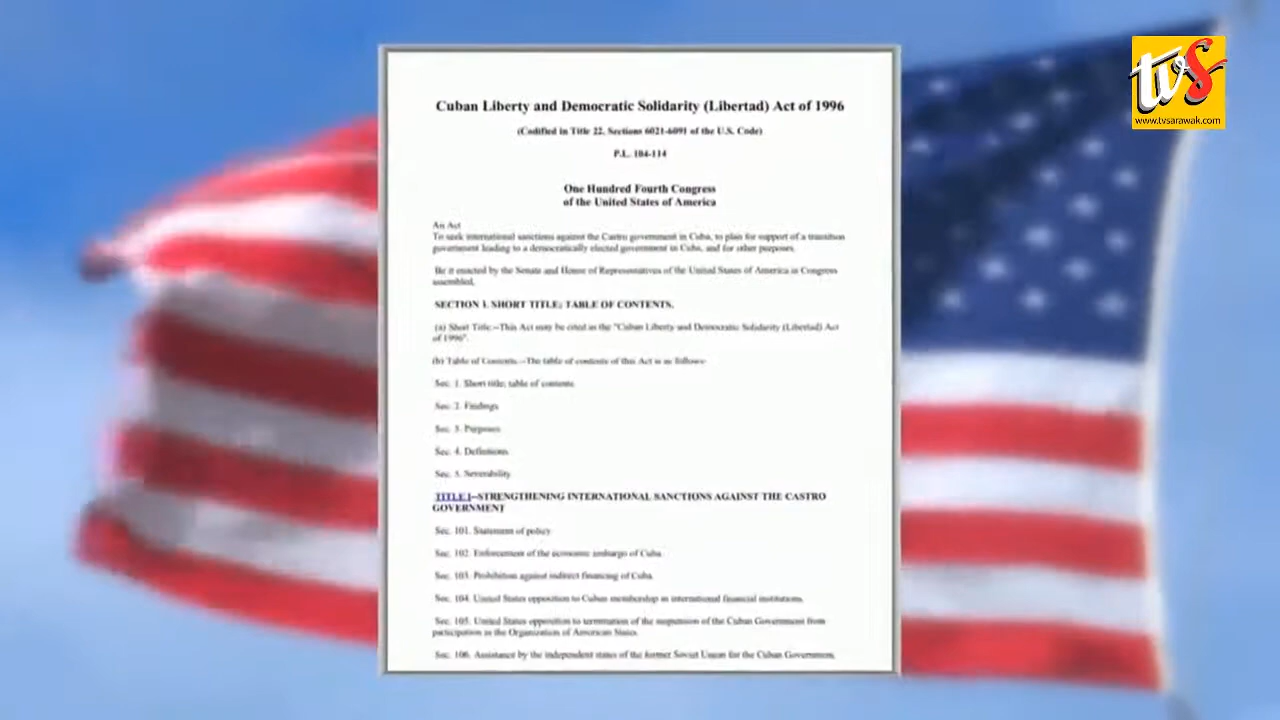 tvs
www.tvsarawak.com
Cuban Liberty and Democratic Solidarity (Libertad) Act of 1996
(Codified in Title 22, Sections 6021-6091 of the U.S. Code)
P.L. 104-114
One Hundred Fourth Congress
of the United States of America
An Act
To seek international sanctions against the Castro government in Cuba, to plan for support of a transition
government leading to a democratically elected government in Cuba, and for other purposes.
Be it enacted by the Senate and House of Representatives of the United States of America in Congress
assembled,
SECTION 1. SHORT TITLE; TABLE OF CONTENTS.
(a) Short Title.--This Act may be cited as the "Cuban Liberty and Democratic Solidarity (Libertad) Act
of 1996".
(b) Table of Contents.--The table of contents of this Act is as follows:
Sec. 1. Short title; table of contents.
Sec. 2. Findings.
Sec. 3. Purposes.
Sec. 4. Definitions.
Sec. 5. Severability.
TITLE I--STRENGTHENING INTERNATIONAL SANCTIONS AGAINST THE CASTRO
GOVERNMENT
Sec. 101. Statement of policy.
Sec. 102. Enforcement of the economic embargo of Cuba.
Sec. 103. Prohibition against indirect financing of Cuba.
Sec. 104. United States opposition to Cuban membership in international financial institutions.
Sec. 105. United States opposition to termination of the suspension of the Cuban Government from
participation in the Organization of American States.
Sec. 106. Assistance by the independent states of the former Soviet Union for the Cuban Government.